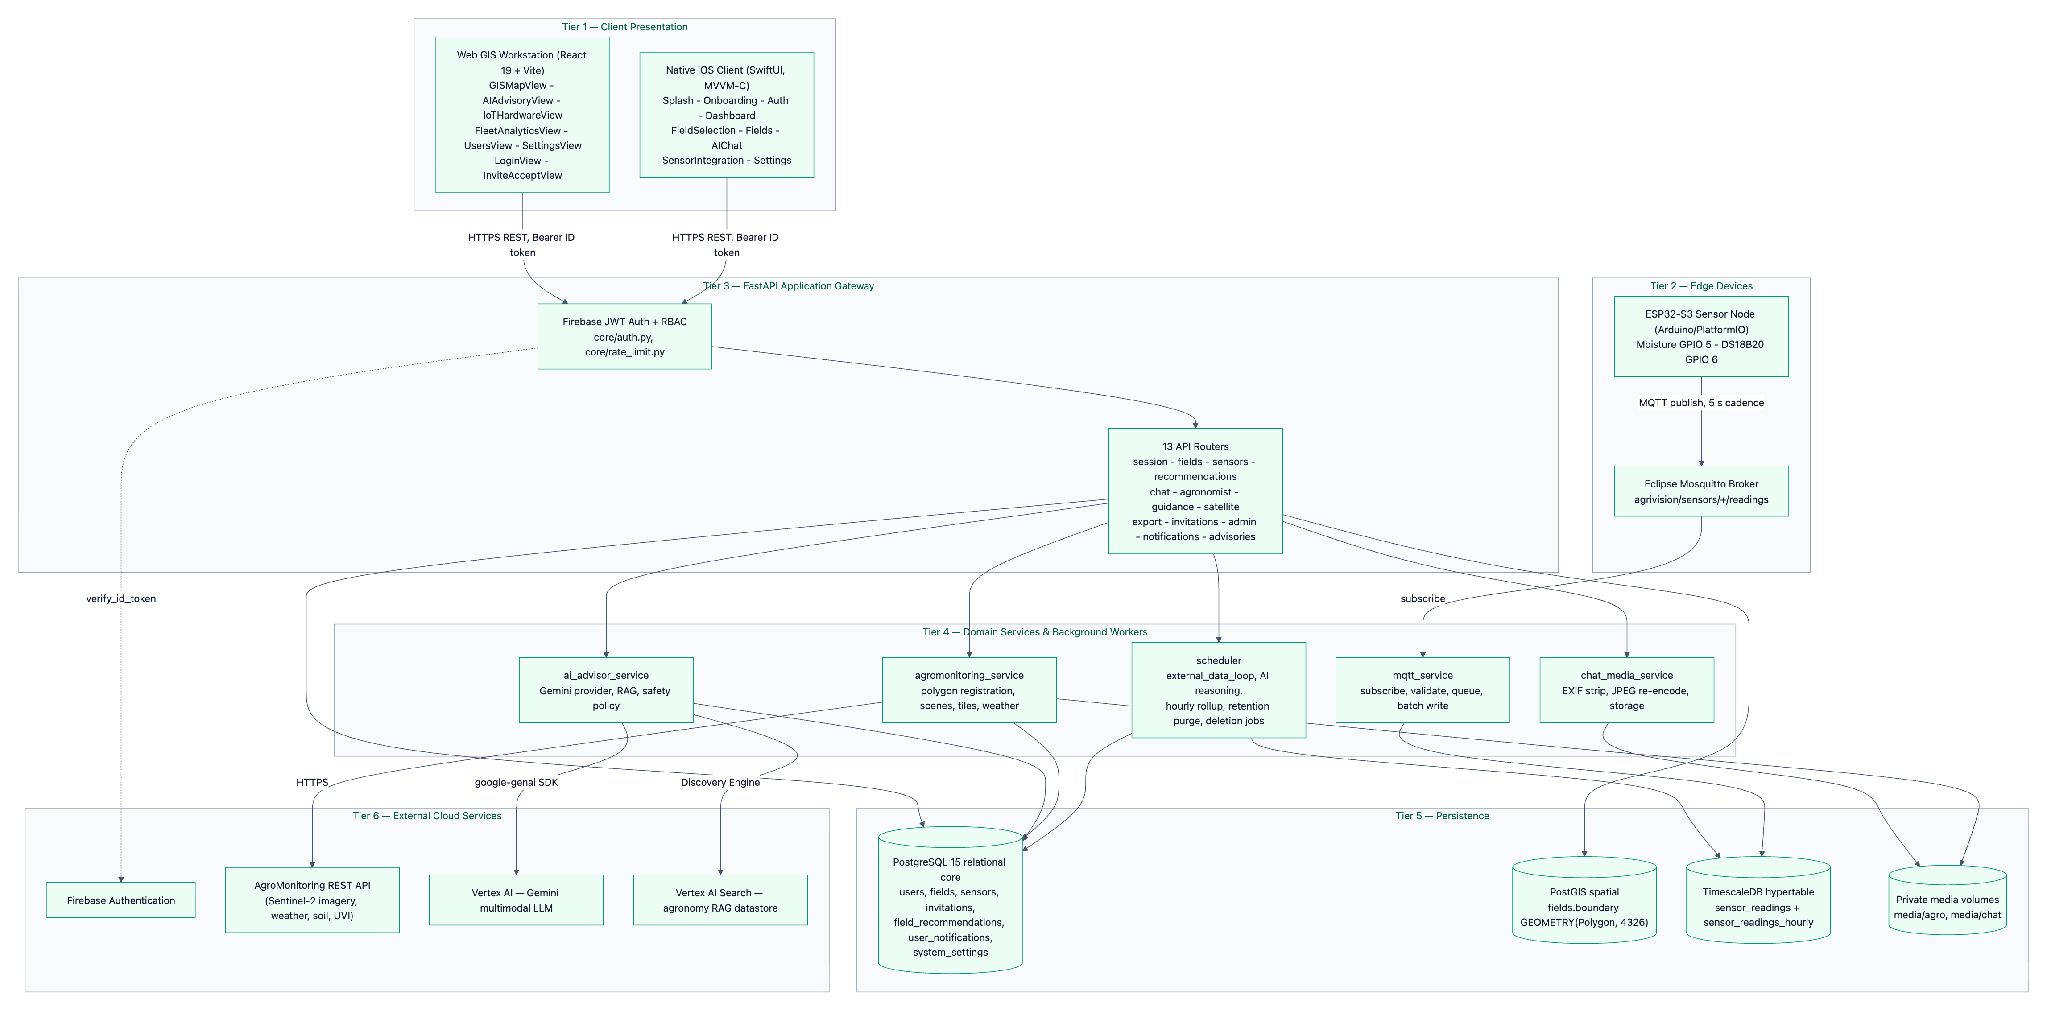 Tier 1 — Client Presentation
Web GIS Workstation (React
19 + Vite)
GISMapView -
AIAdvisoryView -
IoTHardwareView
FleetAnalyticsView -
UsersView - SettingsView
LoginView -
InviteAcceptView
Native iOS Client (SwiftUI,
MVVM-C)
Splash - Onboarding - Auth
- Dashboard
FieldSelection - Fields -
AIChat
SensorIntegration - Settings
HTTPS REST, Bearer ID
token
HTTPS REST, Bearer ID
token
Tier 3 — FastAPI Application Gateway
Firebase JWT Auth + RBAC
core/auth.py,
core/rate_limit.py
13 API Routers
session - fields - sensors -
recommendations
chat - agronomist -
guidance - satellite
export - invitations - admin
- notifications - advisories
Tier 2 — Edge Devices
ESP32-S3 Sensor Node
(Arduino/PlatformIO)
Moisture GPIO 5 - DS18B20
GPIO 6
MQTT publish, 5 s cadence
Eclipse Mosquitto Broker
agrivision/sensors/+/readings
verify_id_token
subscribe
Tier 4 — Domain Services & Background Workers
ai_advisor_service
Gemini provider, RAG, safety
policy
agromonitoring_service
polygon registration,
scenes, tiles, weather
scheduler
external_data_loop, AI
reasoning,
hourly rollup, retention
purge, deletion jobs
mqtt_service
subscribe, validate, queue,
batch write
chat_media_service
EXIF strip, JPEG re-encode,
storage
HTTPS
google-genai SDK
Discovery Engine
Tier 6 — External Cloud Services
Firebase Authentication
AgroMonitoring REST API
(Sentinel-2 imagery,
weather, soil, UVI)
Vertex AI — Gemini
multimodal LLM
Vertex AI Search —
agronomy RAG datastore
Tier 5 — Persistence
PostgreSQL 15 relational
core
users, fields, sensors,
invitations,
field_recommendations,
user_notifications,
system_settings
PostGIS spatial
fields.boundary
GEOMETRY(Polygon, 4326)
TimescaleDB hypertable
sensor_readings +
sensor_readings_hourly
Private media volumes
media/agro, media/chat